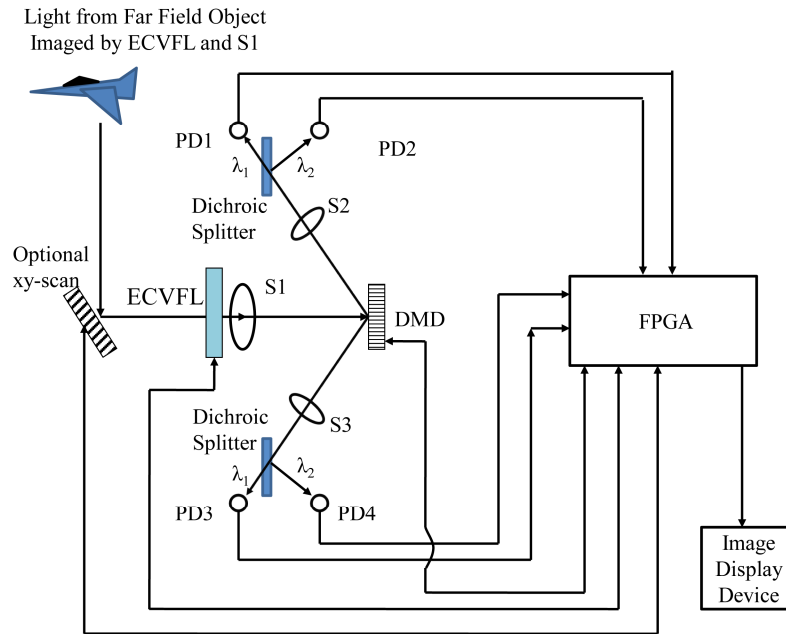 Light from Far Field Object
Imaged by ECVFL and S1
PD1
PD2
λ1
λ2
Dichroic
Splitter
S2
Optional
xy-scan
ECVFL
S1
DMD
FPGA
Dichroic
Splitter
S3
λ1
λ2
PD3
PD4
Image
Display
Device